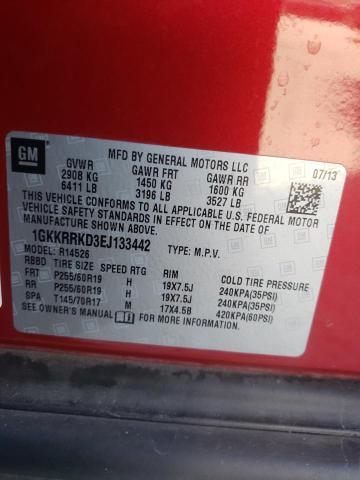 GM
MFD BY GENERAL MOTORS LLC
07/13
GVWR GAWR FRT GAWR RR
2908 KG 1450 KG 1600 KG
6411 LB 3196 LB 3527 LB
THIS VEHICLE CONFORMS TO ALL APPLICABLE U.S. FEDERAL MOTOR
VEHICLE SAFETY STANDARDS IN EFFECT ON THE DATE OF
MANUFACTURE SHOWN ABOVE.
1GKKRRKD3EJ133442 TYPE: M.P.V.
MODEL: R14526
RBBD TIRE SIZE SPEED RTG RIM COLD TIRE PRESSURE
FRT P255/60R19 H 19X7.5J 240KPA(35PSI)
RR P255/60R19 H 19X7.5J 240KPA(35PSI)
SPA T145/70R17 M 17X4.5B 420KPA(60PSI)
SEE OWNER'S MANUAL FOR MORE INFORMATION.